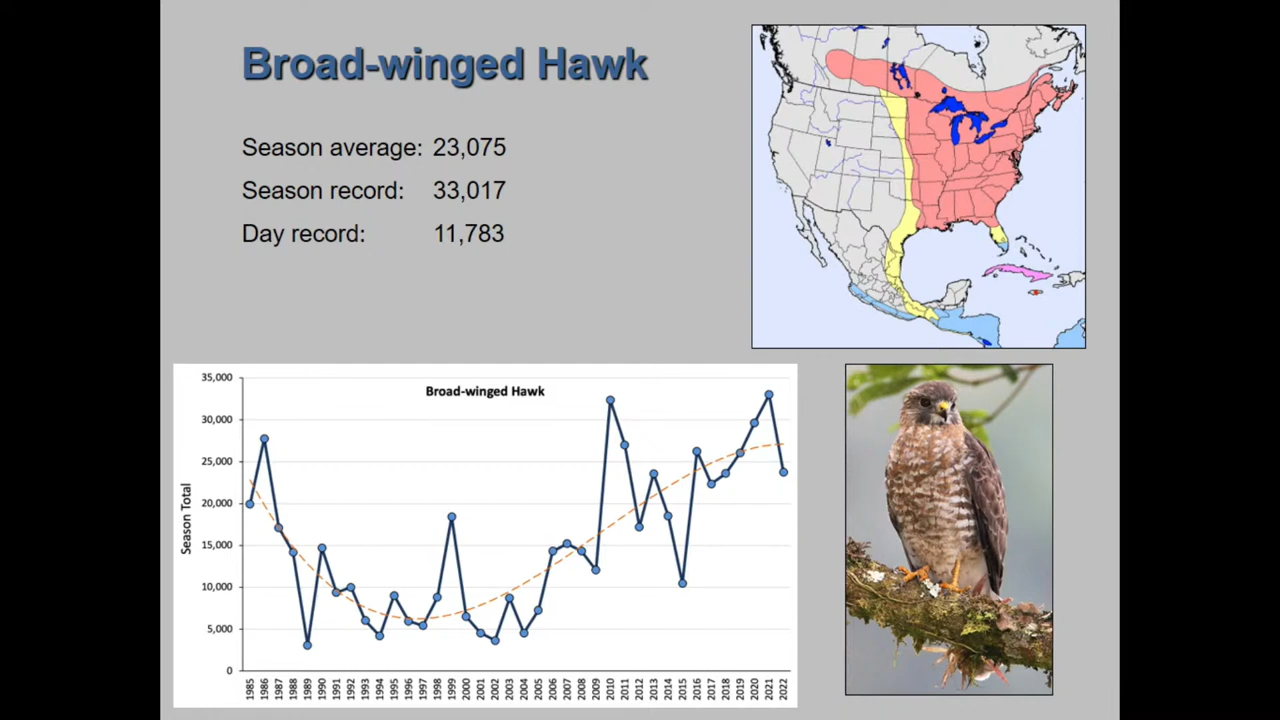 Broad-winged Hawk
Season average: 23,075
Season record: 33,017
Day record: 11,783
Broad-winged Hawk
Season Total
35,000
30,000
25,000
20,000
15,000
10,000
5,000
0
1985 1986 1987 1988 1989 1990 1991 1992 1993 1994 1995 1996 1997 1998 1999 2000 2001 2002 2003 2004 2005 2006 2007 2008 2009 2010 2011 2012 2013 2014 2015 2016 2017 2018 2019 2020 2021 2022